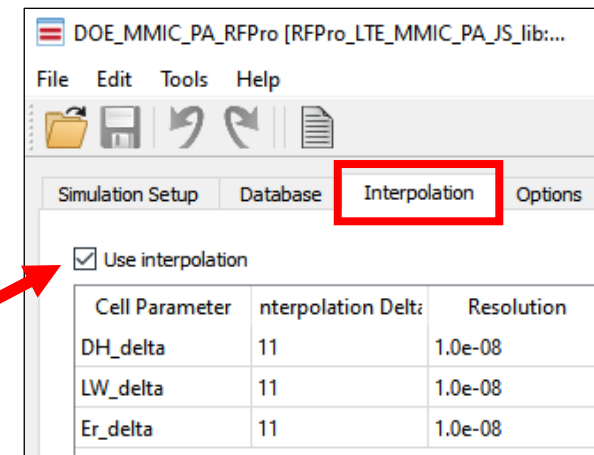 DOE_MMIC_PA_RFPro [RFPro_LTE_MMIC_PA_JS_lib:...
File Edit Tools Help
Simulation Setup Database Interpolation Options
Use interpolation
Cell Parameter nterpolation Delta Resolution
DH_delta 11 1.0e-08
LW_delta 11 1.0e-08
Er_delta 11 1.0e-08